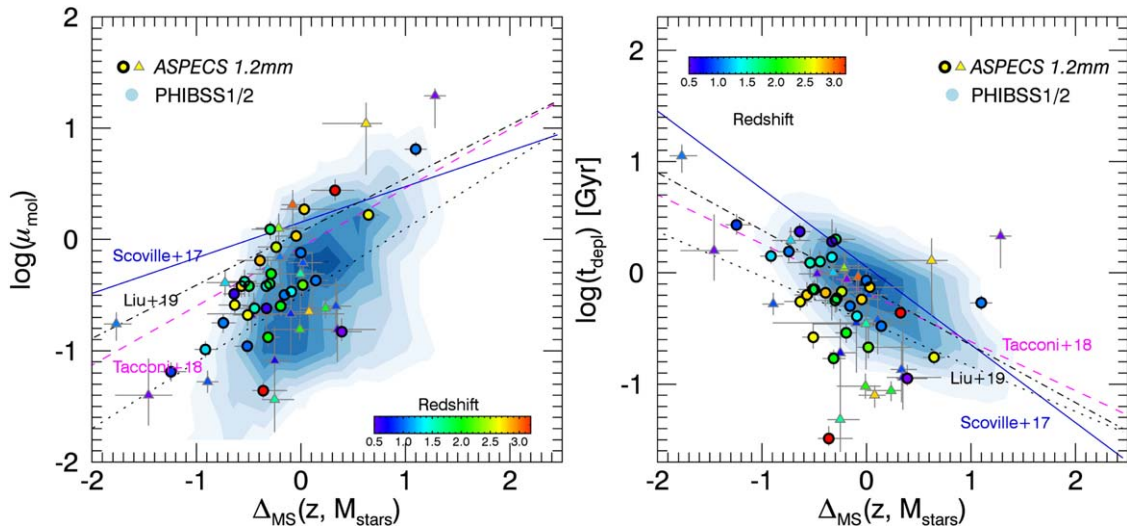 ASPECS 1.2mm
PHIBSS1/2
Scoville+17
Liu+19
Tacconi+18
Redshift
0.5 1.0 1.5 2.0 2.5 3.0
log(μmol)
2
1
0
-1
-2
-2 -1 0 1 2
ΔMS(z, Mstars)
0.5 1.0 1.5 2.0 2.5 3.0
Redshift
ASPECS 1.2mm
PHIBSS1/2
Tacconi+18
Liu+19
Scoville+17
log(tdepl) [Gyr]
2
1
0
-1
-2 -1 0 1 2
ΔMS(z, Mstars)